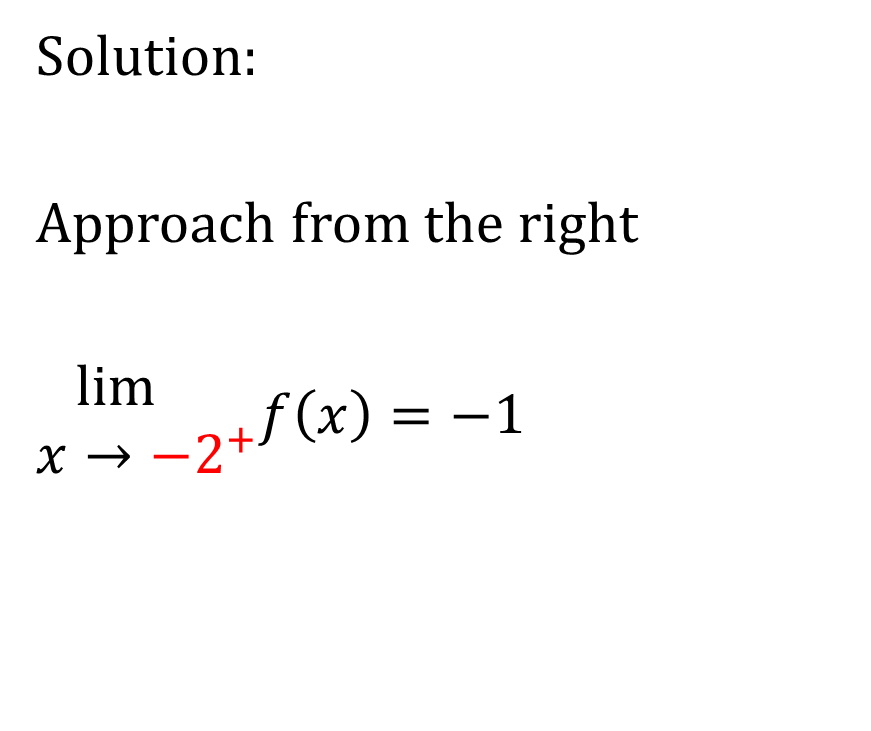 Solution:
Approach from the right
lim
x → −2⁺ f(x) = −1